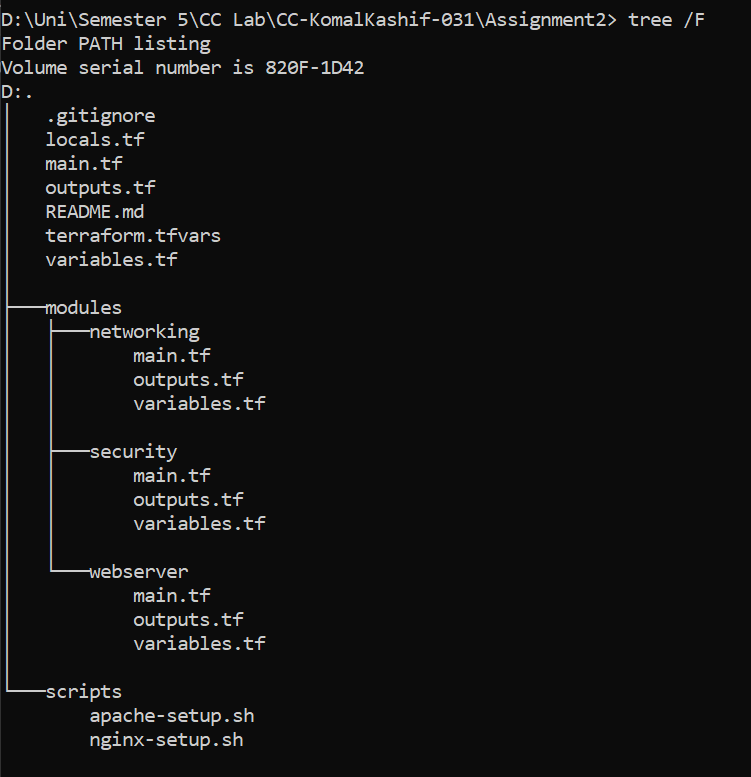 D:\Uni\Semester 5\CC Lab\CC-KomalKashif-031\Assignment2> tree /F
Folder PATH listing
Volume serial number is 820F-1D42
D:.
│   .gitignore
│   locals.tf
│   main.tf
│   outputs.tf
│   README.md
│   terraform.tfvars
│   variables.tf
│
├───modules
│   ├───networking
│   │       main.tf
│   │       outputs.tf
│   │       variables.tf
│   │
│   ├───security
│   │       main.tf
│   │       outputs.tf
│   │       variables.tf
│   │
│   └───webserver
│           main.tf
│           outputs.tf
│           variables.tf
│
└───scripts
        apache-setup.sh
        nginx-setup.sh